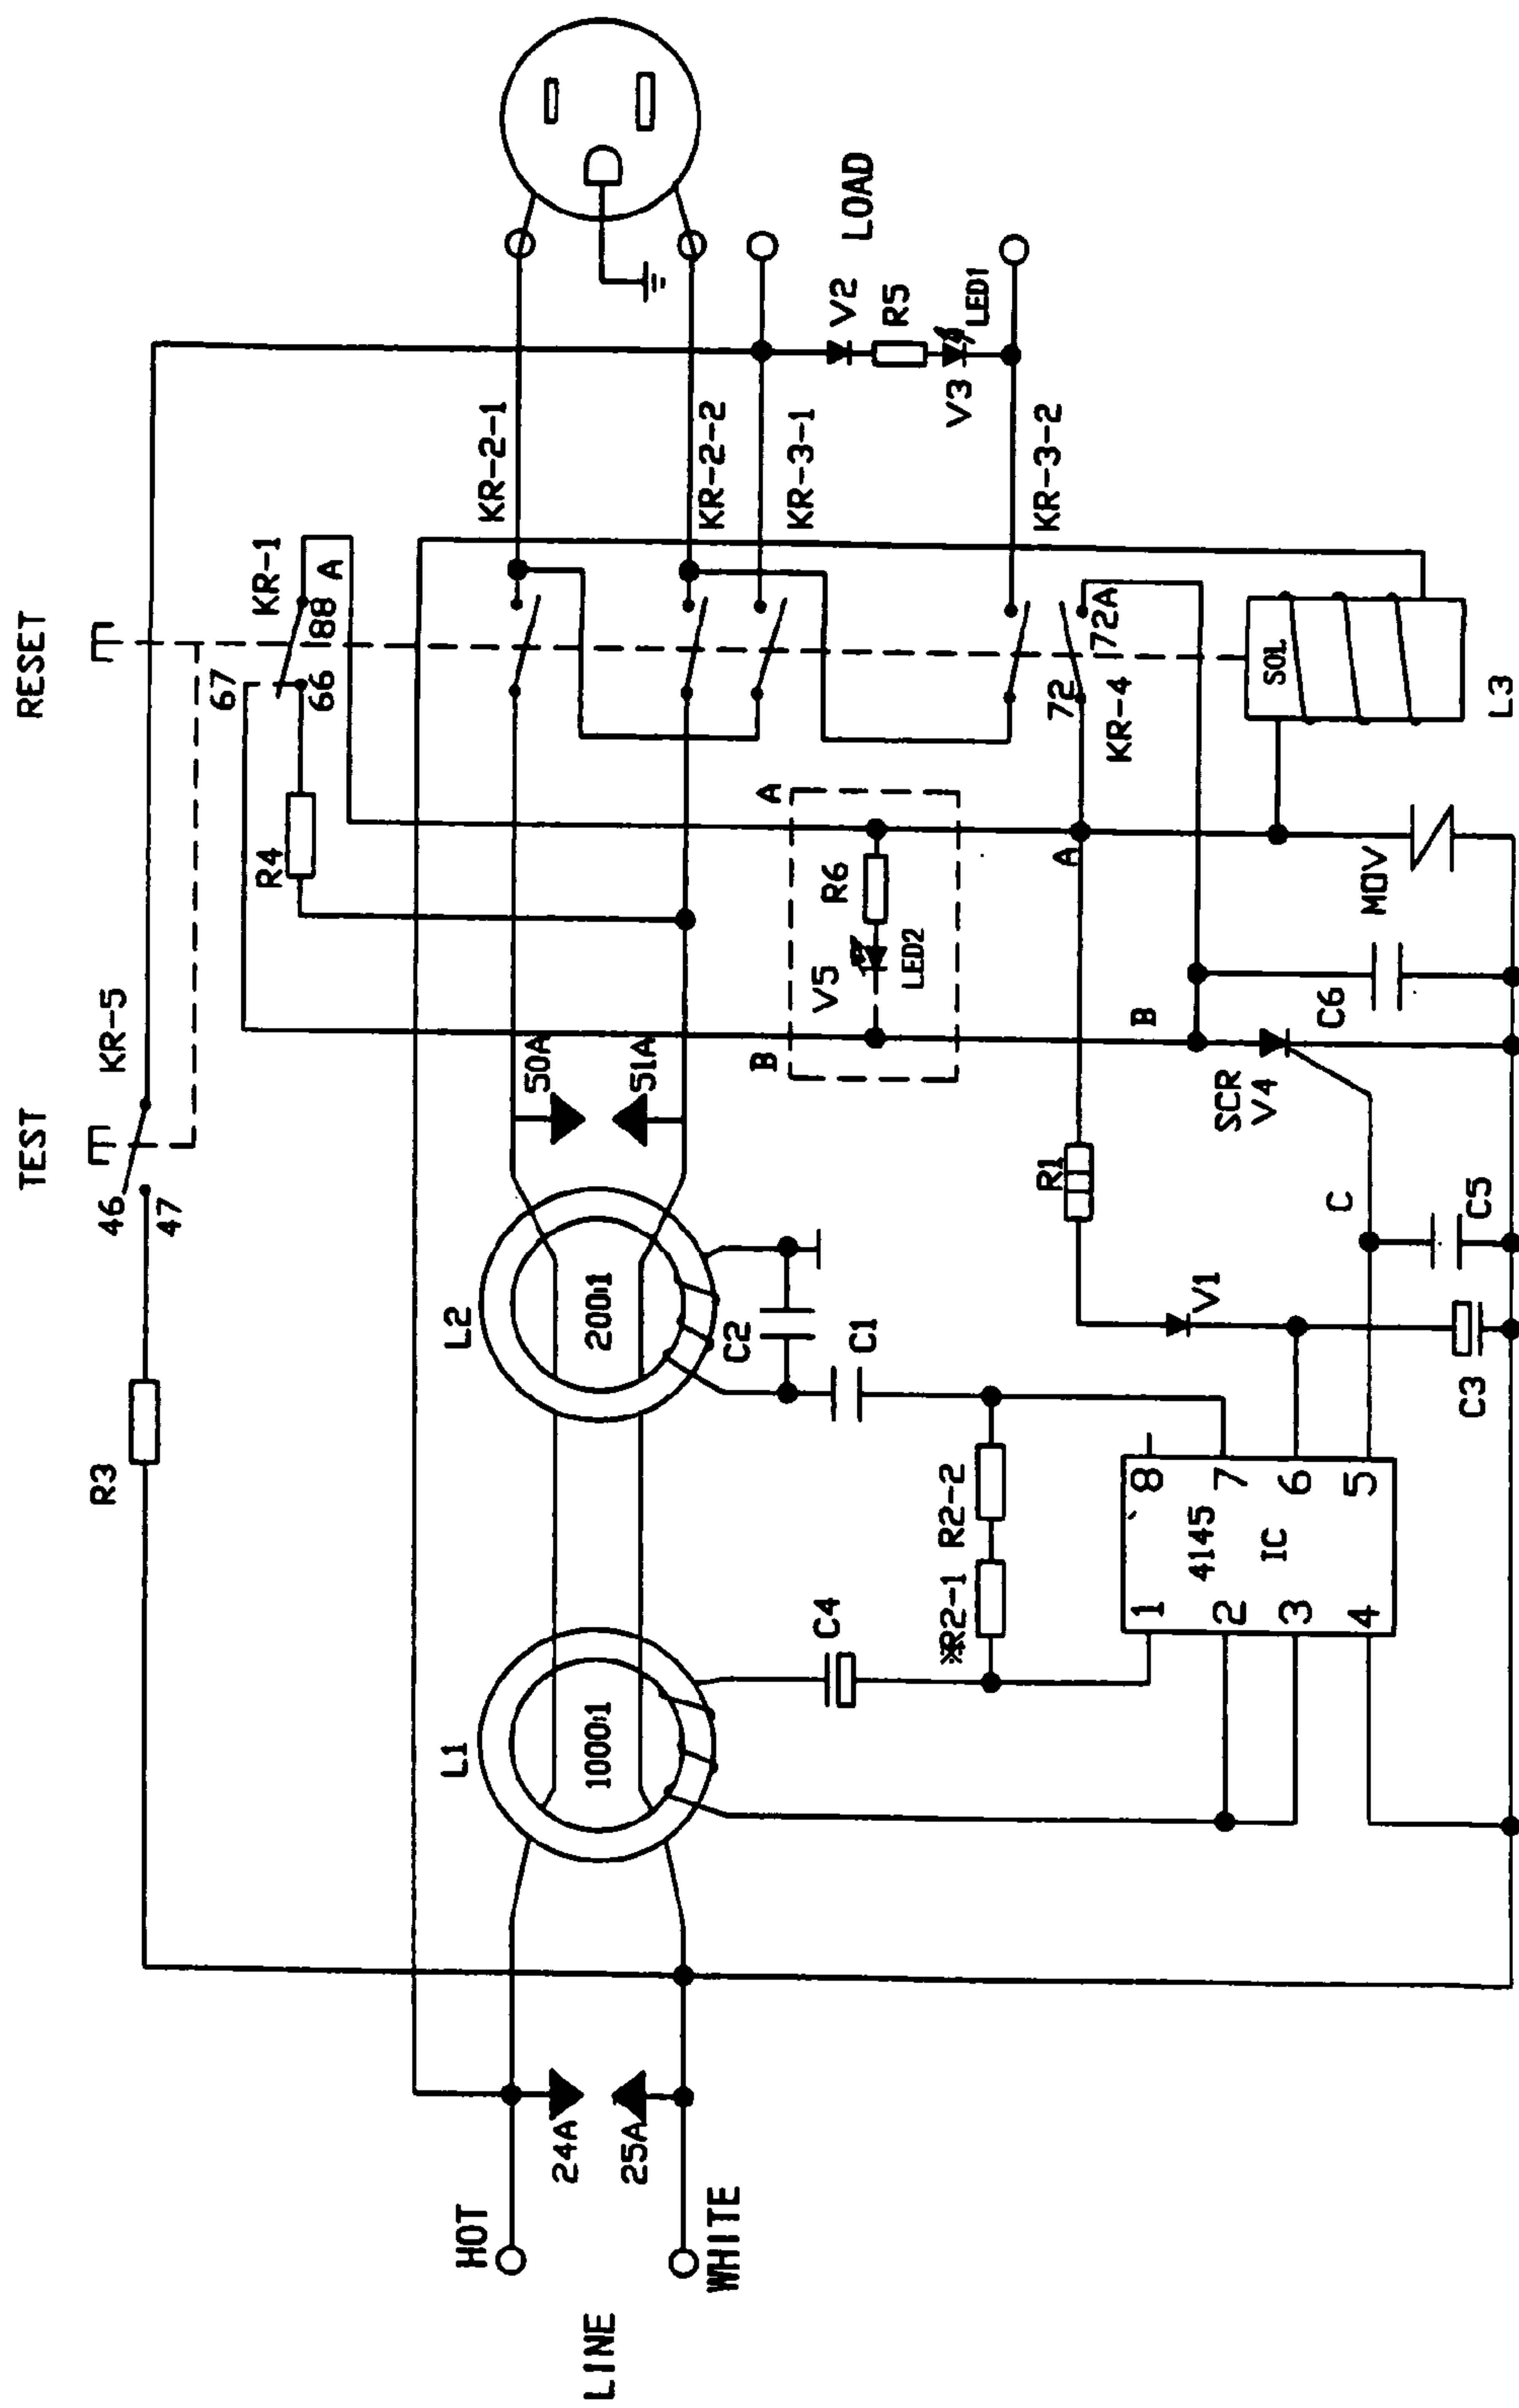 RESET
TEST
KR-5
46
47
R3
KR-1
A
188
67
66
R4
KR-2-1
KR-2-2
KR-3-1
KR-3-2
LOAD
V2
R5
V3
LED1
72A
72
KR-4
SOL
L3
A
R6
V5
LED2
B
A
B
MOV
C6
SCR
V4
50A
51A
L2
200:1
C2
C1
R1
V1
C
C5
C3
R2-2
※R2-1
8
7
6
5
4145
IC
1
2
3
4
C4
L1
1000:1
24A
25A
HOT
WHITE
LINE